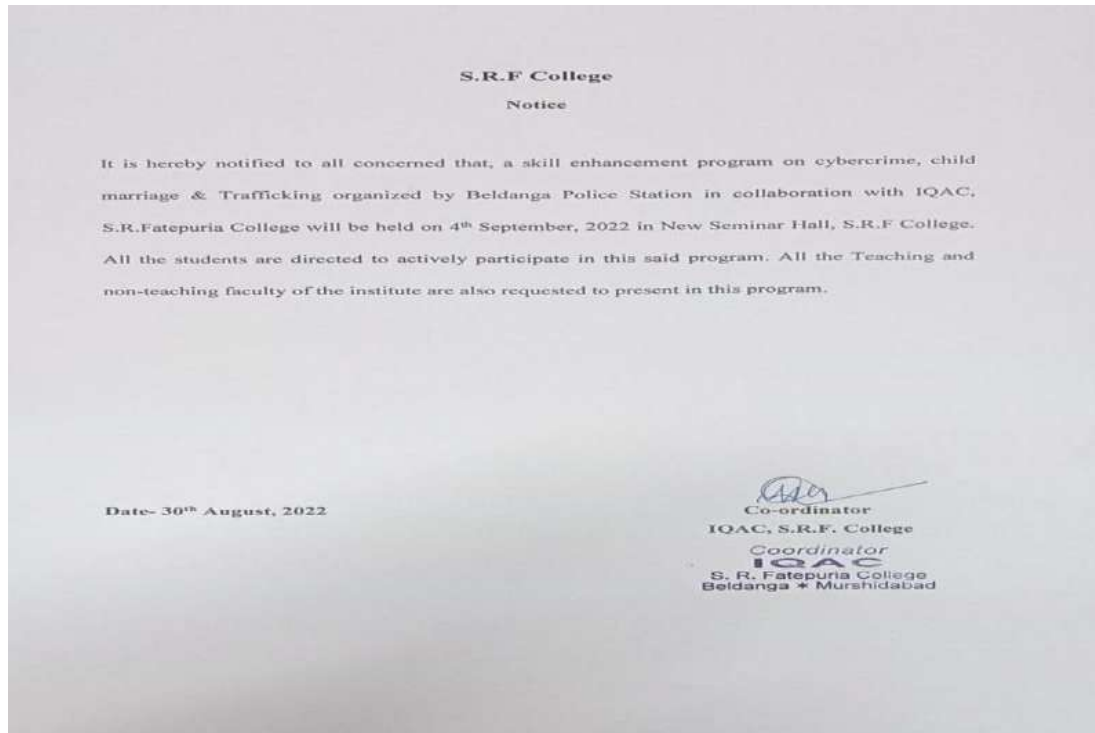 S.R.F College
Notice
It is hereby notified to all concerned that, a skill enhancement program on cybercrime, child
marriage & Trafficking organized by Beldanga Police Station in collaboration with IQAC,
S.R.Fatepuria College will be held on 4th September, 2022 in New Seminar Hall, S.R.F College.
All the students are directed to actively participate in this said program. All the Teaching and
non-teaching faculty of the institute are also requested to present in this program.
Date- 30th August, 2022
Co-ordinator
IQAC, S.R.F. College
Coordinator
IQAC
S. R. Fatepuria College
Beldanga * Murshidabad